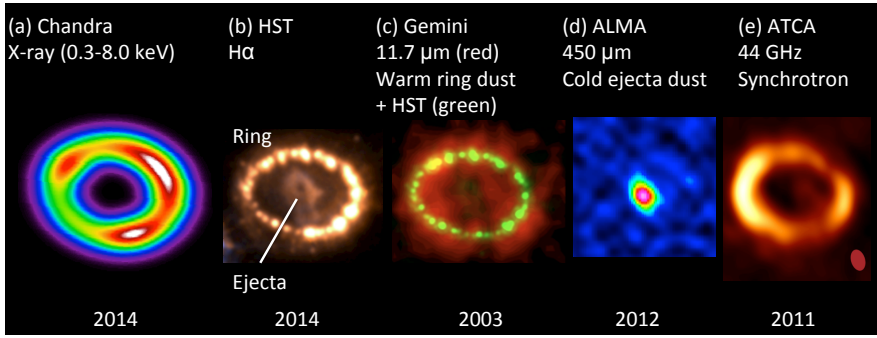 (a) Chandra
X-ray (0.3-8.0 keV)
(b) HST
Hα
(c) Gemini
11.7 μm (red)
Warm ring dust
+ HST (green)
(d) ALMA
450 μm
Cold ejecta dust
(e) ATCA
44 GHz
Synchrotron
Ring
Ejecta
2014
2014
2003
2012
2011